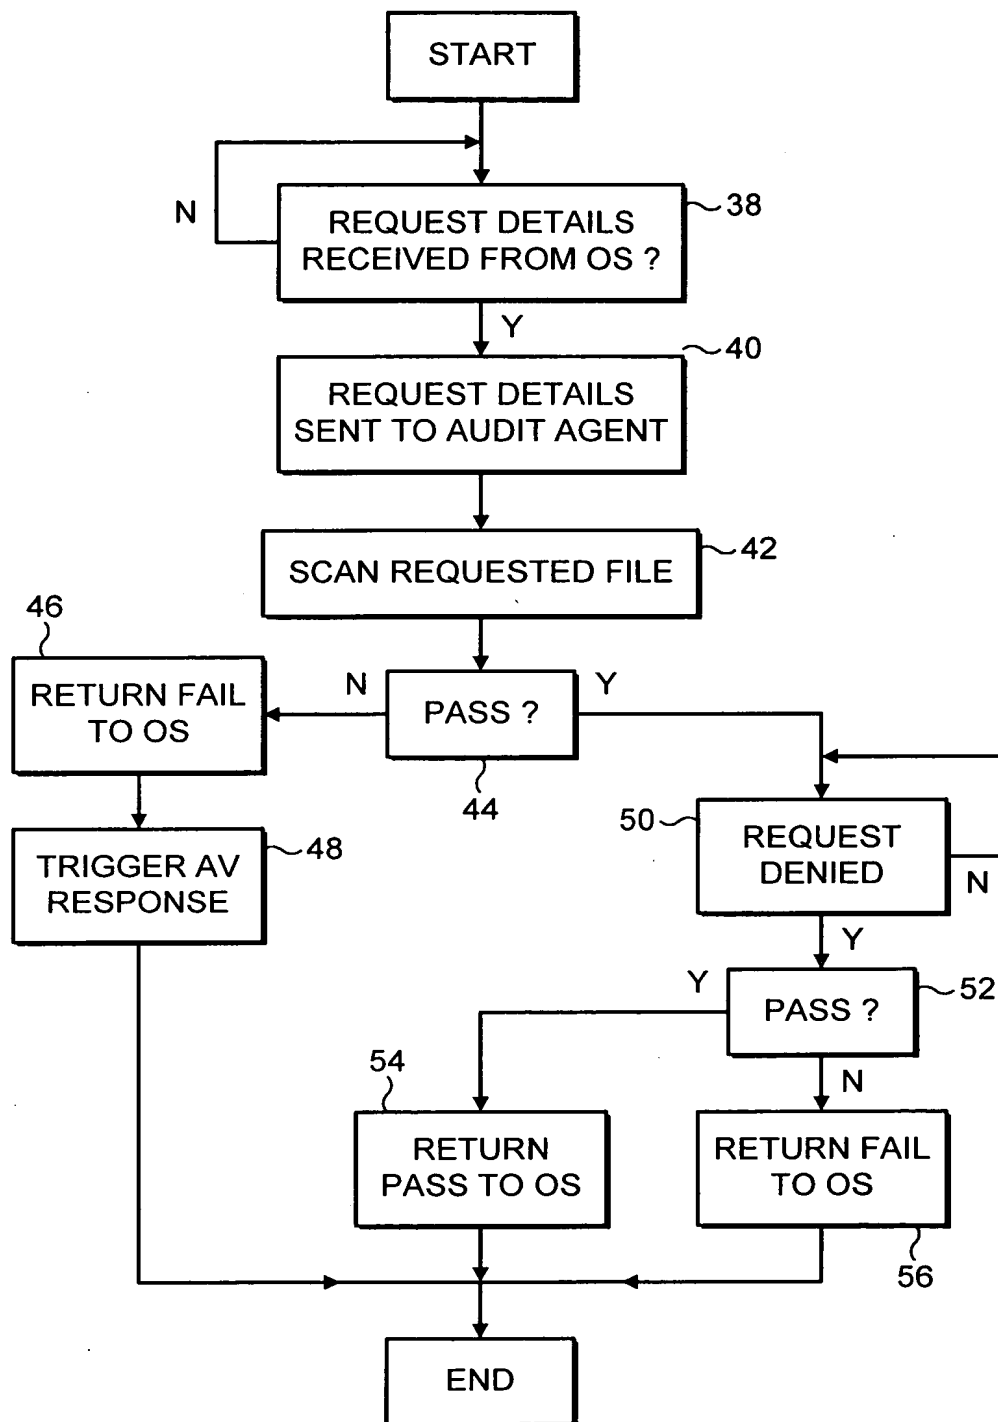 START
N
REQUEST DETAILS
RECEIVED FROM OS ?
38
Y
40
REQUEST DETAILS
SENT TO AUDIT AGENT
SCAN REQUESTED FILE
42
46
RETURN FAIL
TO OS
N
PASS ?
Y
44
TRIGGER AV
RESPONSE
48
50
REQUEST
DENIED
N
Y
Y
PASS ?
52
54
N
RETURN
PASS TO OS
RETURN FAIL
TO OS
56
END